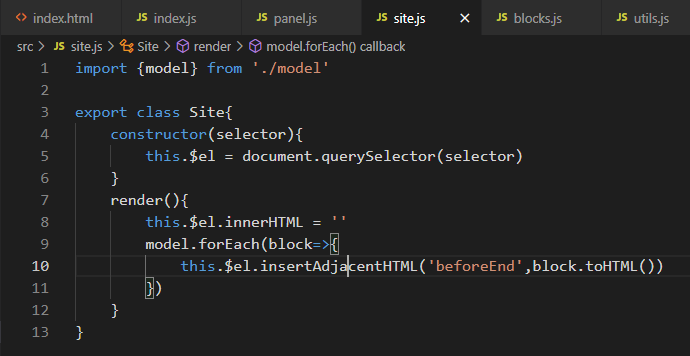 index.html JS index.js JS panel.js JS site.js × JS blocks.js JS utils.js
src > JS site.js > Site > render > model.forEach() callback
1 import {model} from './model'
2
3 export class Site{
4     constructor(selector){
5         this.$el = document.querySelector(selector)
6     }
7     render(){
8         this.$el.innerHTML = ''
9         model.forEach(block=>{
10             this.$el.insertAdjacentHTML('beforeEnd',block.toHTML())
11         })
12     }
13 }